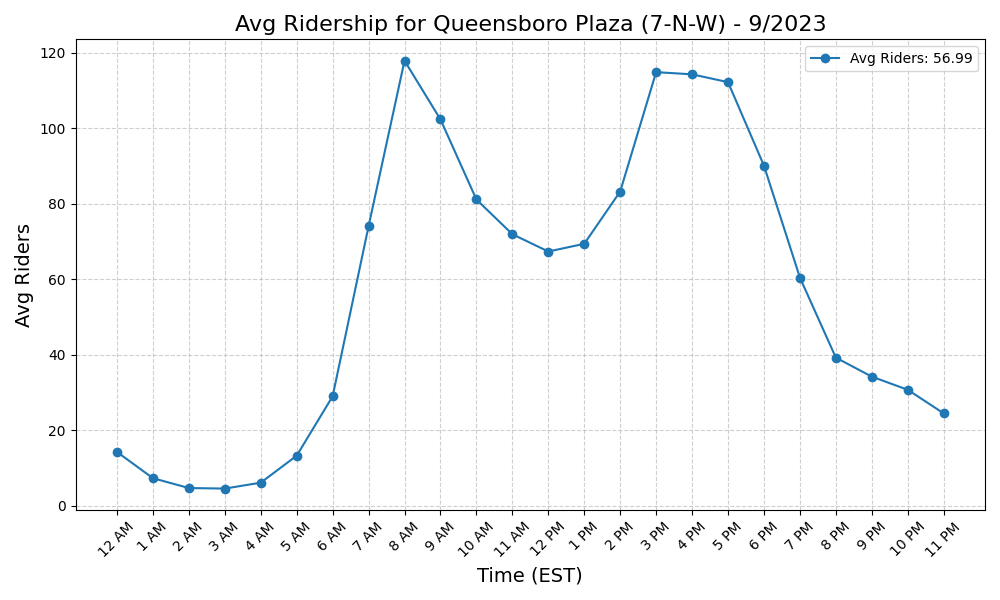 Avg Ridership for Queensboro Plaza (7-N-W) - 9/2023
Avg Riders: 56.99
Avg Riders
120
100
80
60
40
20
0
12 AM
1 AM
2 AM
3 AM
4 AM
5 AM
6 AM
7 AM
8 AM
9 AM
10 AM
11 AM
12 PM
1 PM
2 PM
3 PM
4 PM
5 PM
6 PM
7 PM
8 PM
9 PM
10 PM
11 PM
Time (EST)